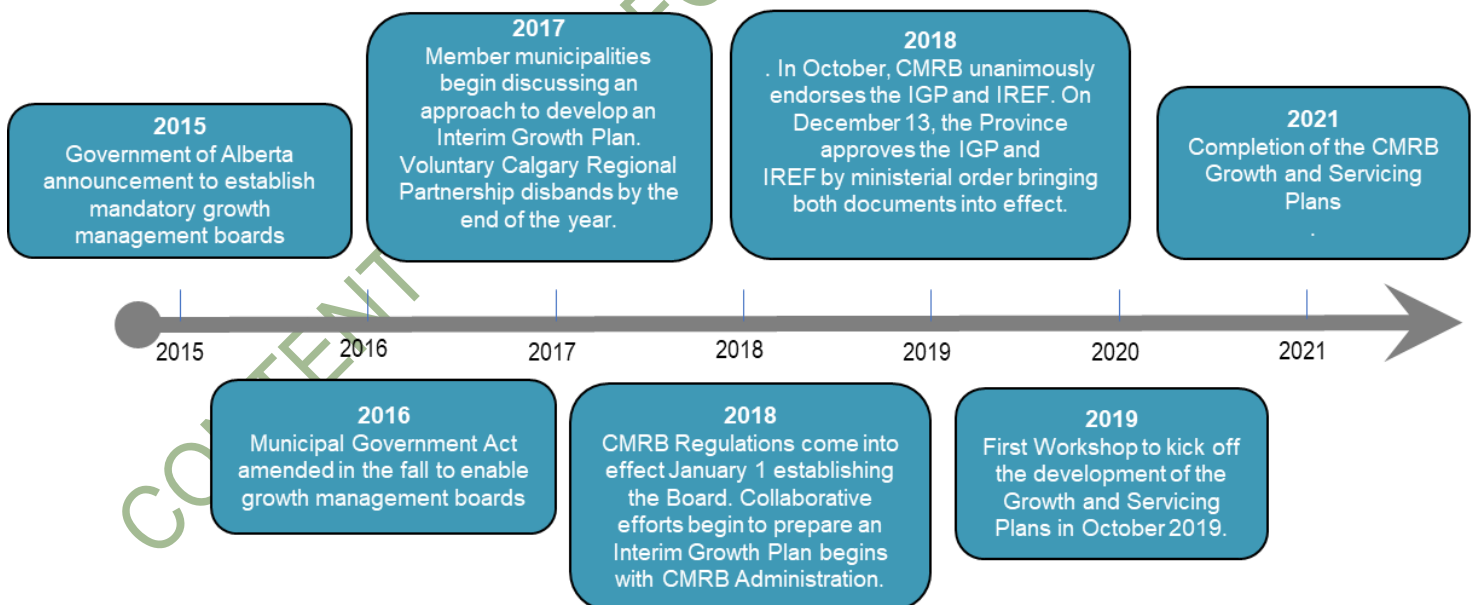 2017
Member municipalities
begin discussing an
approach to develop an
Interim Growth Plan.
Voluntary Calgary Regional
Partnership disbands by the
end of the year.
2018
. In October, CMRB unanimously
endorses the IGP and IREF. On
December 13, the Province
approves the IGP and
IREF by ministerial order bringing
both documents into effect.
2015
Government of Alberta
announcement to establish
mandatory growth
management boards
2021
Completion of the CMRB
Growth and Servicing
Plans
.
2015 2016 2017 2018 2019 2020 2021
2016
Municipal Government Act
amended in the fall to enable
growth management boards
2018
CMRB Regulations come into
effect January 1 establishing
the Board. Collaborative
efforts begin to prepare an
Interim Growth Plan begins
with CMRB Administration.
2019
First Workshop to kick off
the development of the
Growth and Servicing
Plans in October 2019.